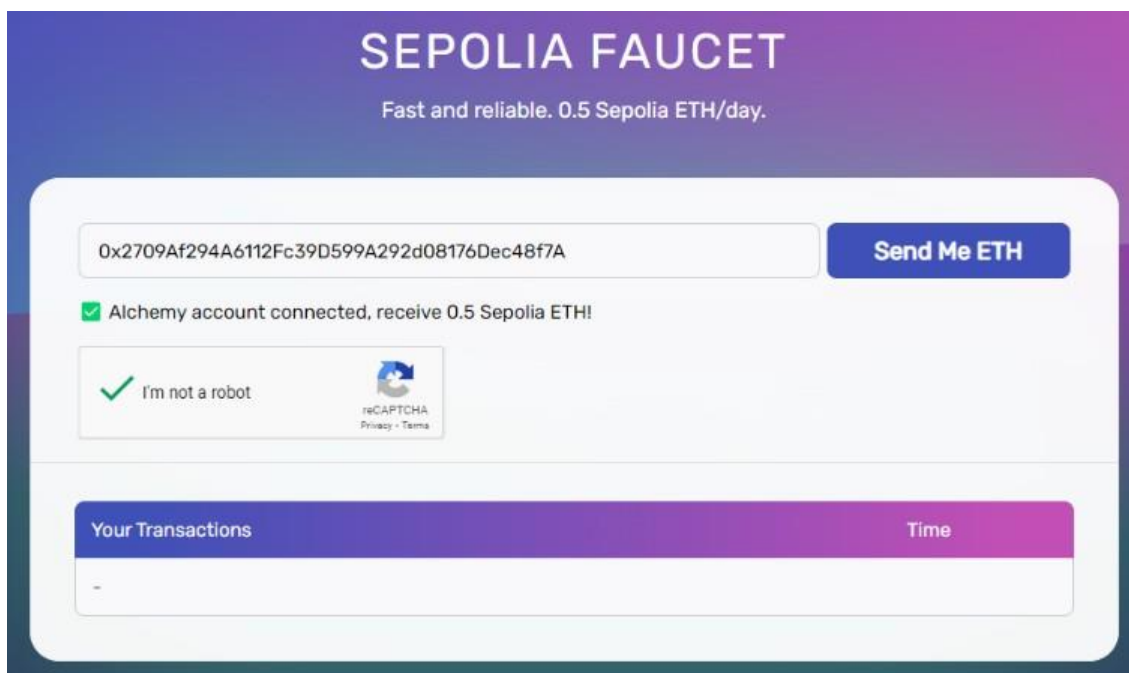 SEPOLIA FAUCET
Fast and reliable. 0.5 Sepolia ETH/day.
0x2709Af294A6112Fc39D599A292d08176Dec48f7A
Send Me ETH
Alchemy account connected, receive 0.5 Sepolia ETH!
I'm not a robot
reCAPTCHA
Privacy - Terms
Your Transactions Time
-